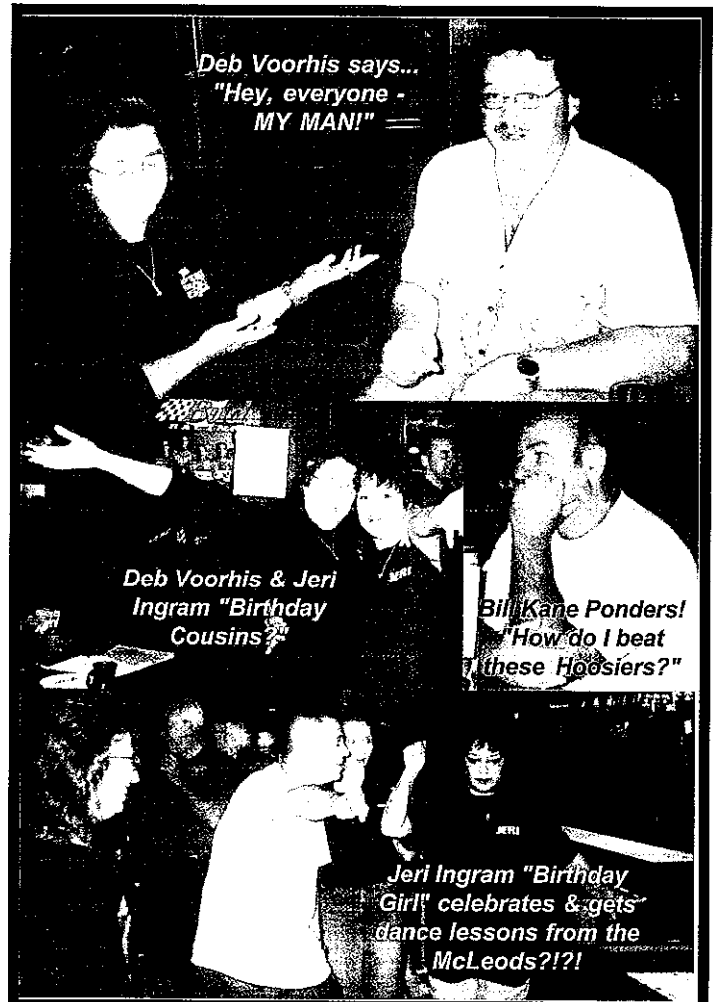 Deb Voorhis says...
"Hey, everyone -
MY MAN!"
Deb Voorhis & Jeri
Ingram "Birthday
Cousins?"
JERI
Bill Kane Ponders!
"How do I beat
these Hoosiers?"
JERI
Jeri Ingram "Birthday
Girl" celebrates & gets
dance lessons from the
McLeods?!?!